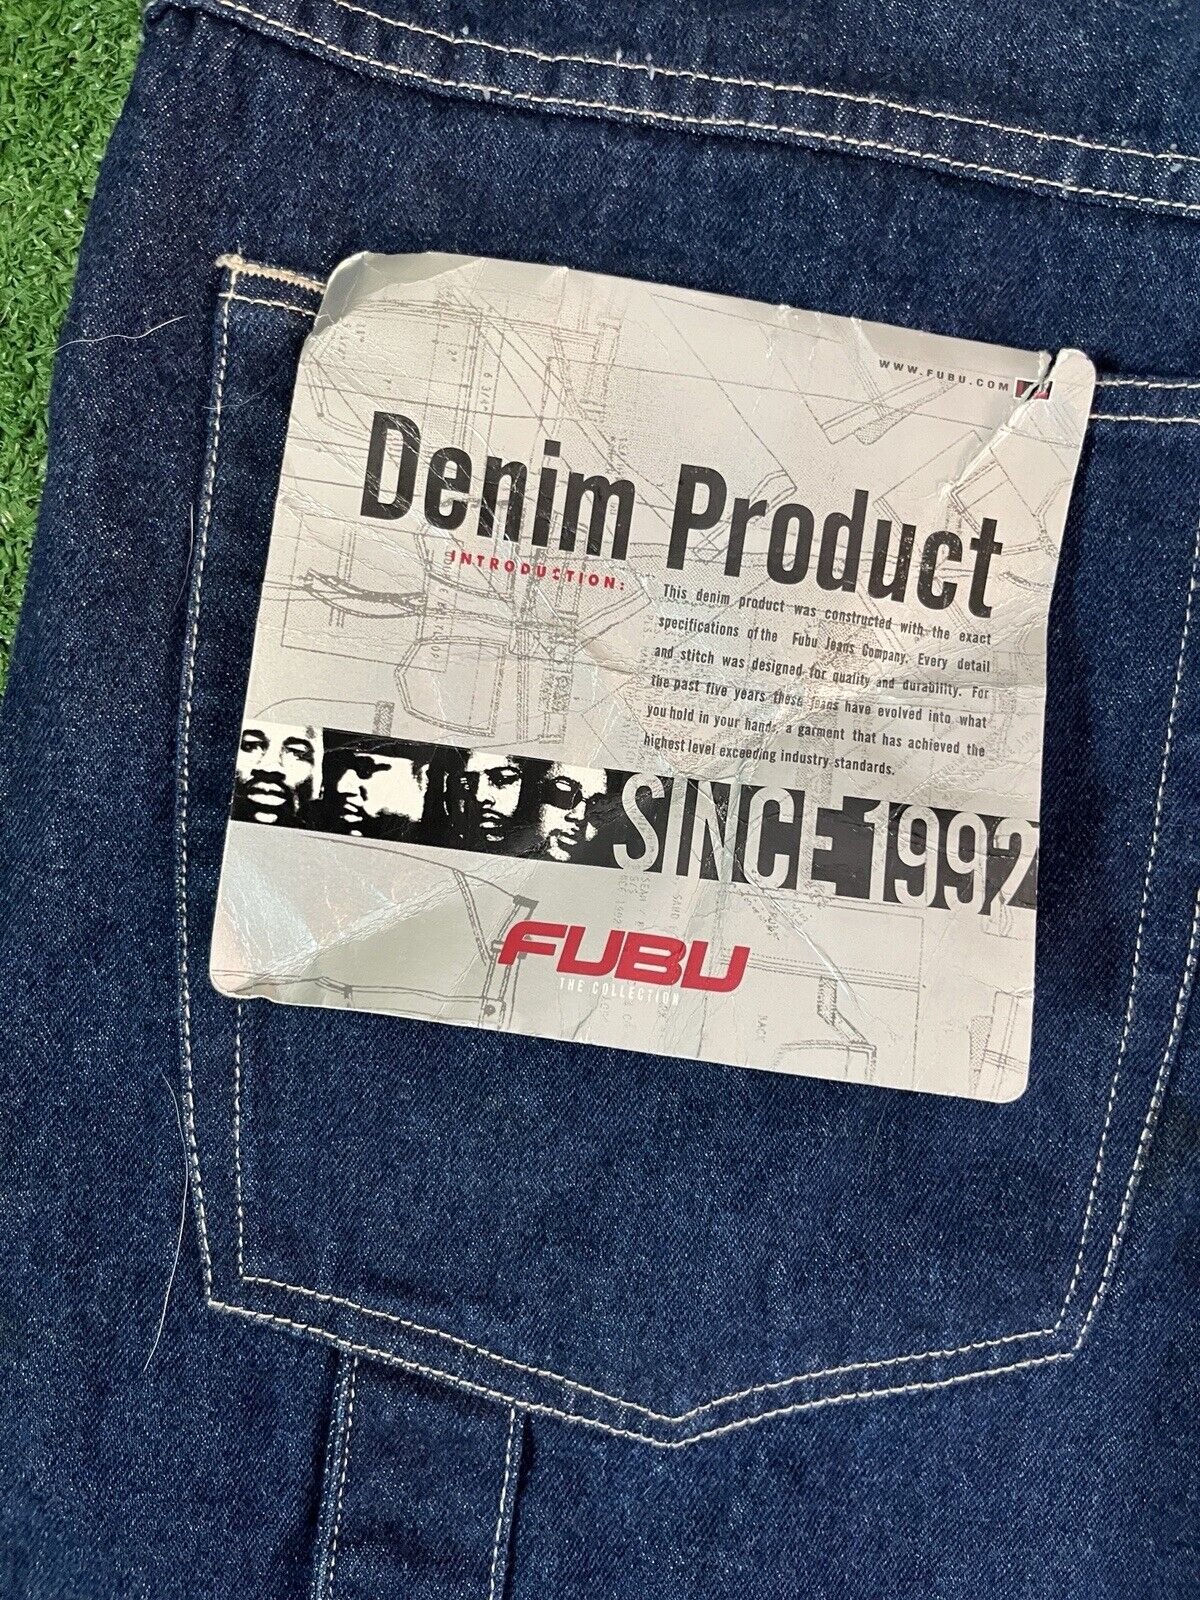 WWW.FUBU.COM
Denim Product
INTRODUCTION:
This denim product was constructed with the exact
specifications of the Fubu Jeans Company. Every detail
and stitch was designed for quality and durability. For
the past five years these jeans have evolved into what
you hold in your hands, a garment that has achieved the
highest level exceeding industry standards.
SINCE 1992
FUBU
THE COLLECTION